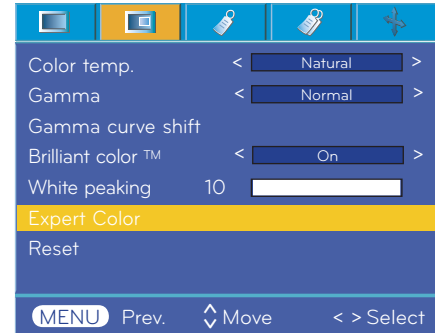 Color temp. < Natural >
Gamma < Normal >
Gamma curve shift
Brilliant color ™ < On >
White peaking 10
Expert Color
Reset
MENU Prev. Move < > Select